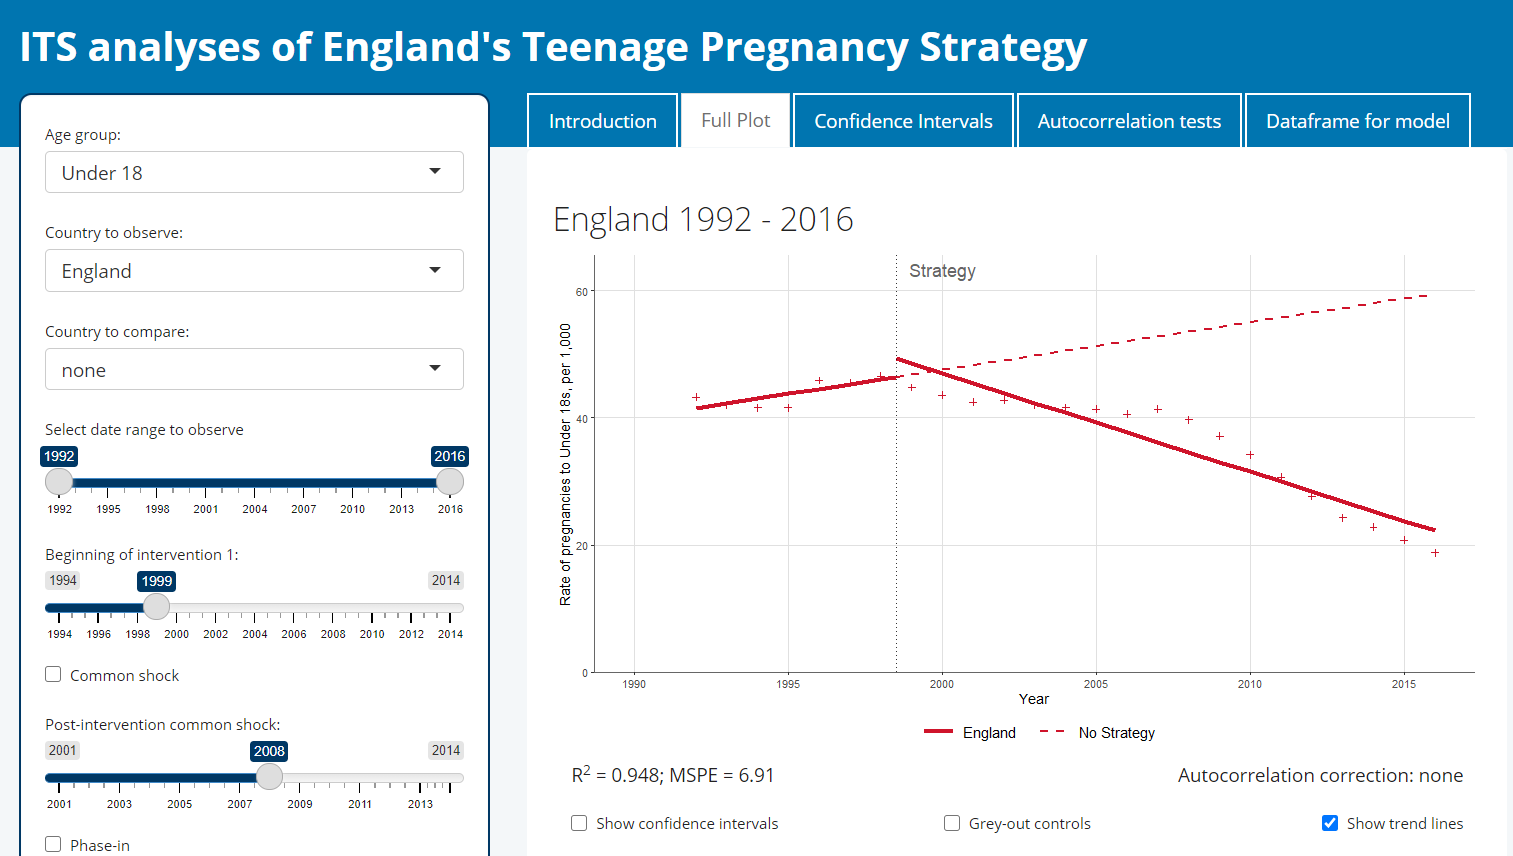 ITS analyses of England's Teenage Pregnancy Strategy
Introduction
Full Plot
Confidence Intervals
Autocorrelation tests
Dataframe for model
Age group:
Under 18
Country to observe:
England
Country to compare:
none
Select date range to observe
1992 2016
1992 1995 1998 2001 2004 2007 2010 2013 2016
Beginning of intervention 1:
1994 1999 2014
1994 1996 1998 2000 2002 2004 2006 2008 2010 2012 2014
Common shock
Post-intervention common shock:
2001 2008 2014
2001 2003 2005 2007 2009 2011 2013
Phase-in
England 1992 - 2016
Strategy
Rate of pregnancies to Under 18s, per 1,000
60
40
20
0
1990 1995 2000 2005 2010 2015
Year
England No Strategy
R² = 0.948; MSPE = 6.91
Autocorrelation correction: none
Show confidence intervals
Grey-out controls
Show trend lines